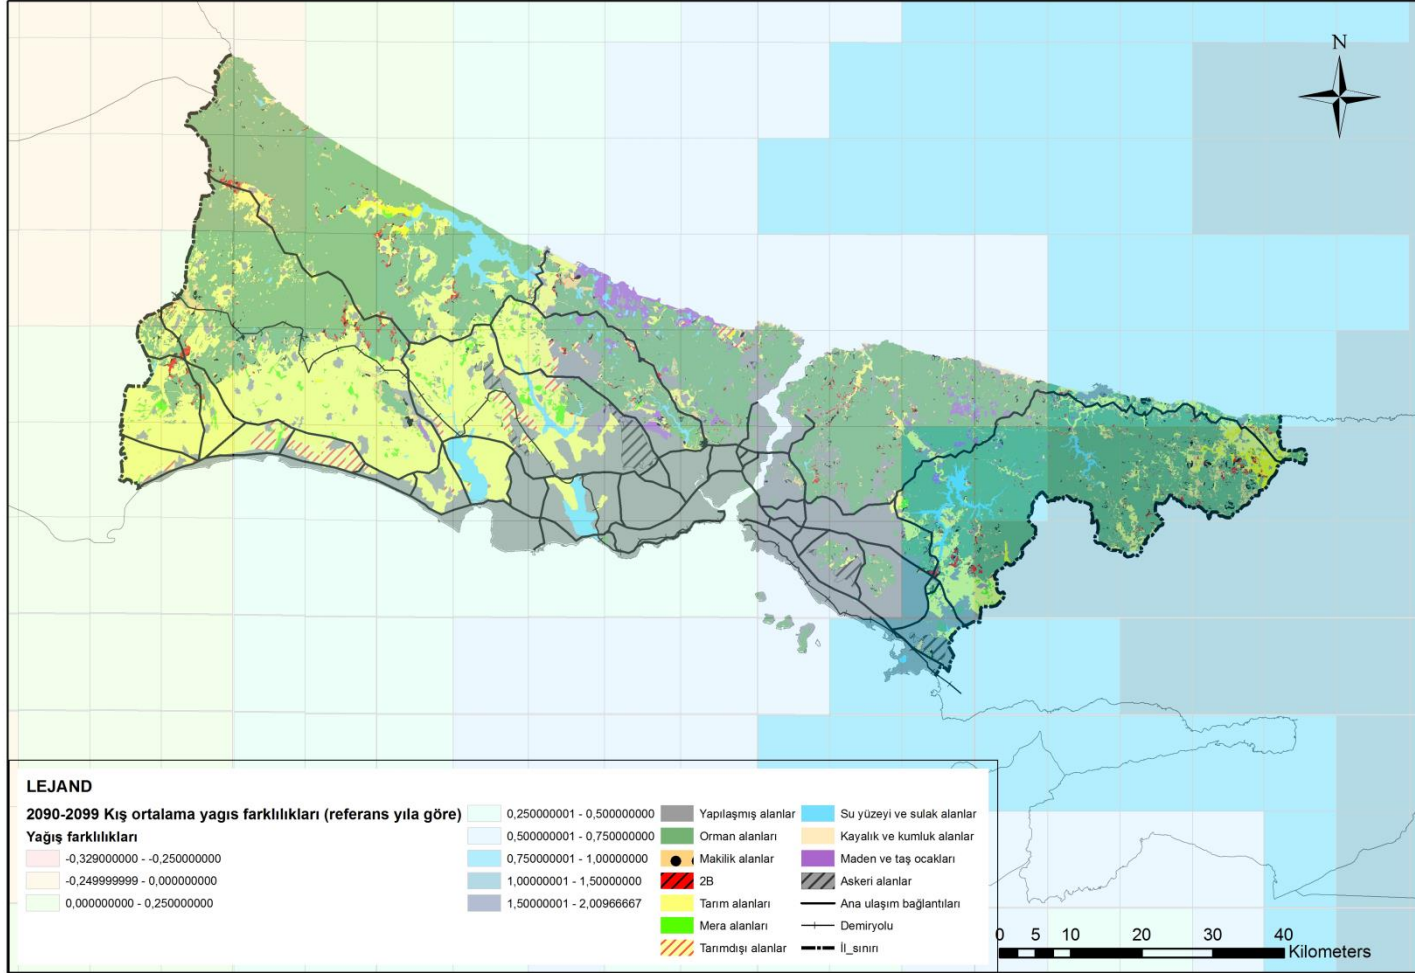 N
LEJAND
2090-2099 Kış ortalama yagıs farklılıkları (referans yıla göre)
Yağış farklılıkları
-0,329000000 - -0,250000000
-0,249999999 - 0,000000000
0,000000000 - 0,250000000
0,250000001 - 0,500000000
0,500000001 - 0,750000000
0,750000001 - 1,00000000
1,00000001 - 1,50000000
1,50000001 - 2,00966667
Yapılaşmış alanlar
Orman alanları
Makilik alanlar
2B
Tarım alanları
Mera alanları
Tarımdışı alanlar
Su yüzeyi ve sulak alanlar
Kayalık ve kumluk alanlar
Maden ve taş ocakları
Askeri alanlar
Ana ulaşım bağlantıları
Demiryolu
İl_sınırı
0 5 10 20 30 40
Kilometers